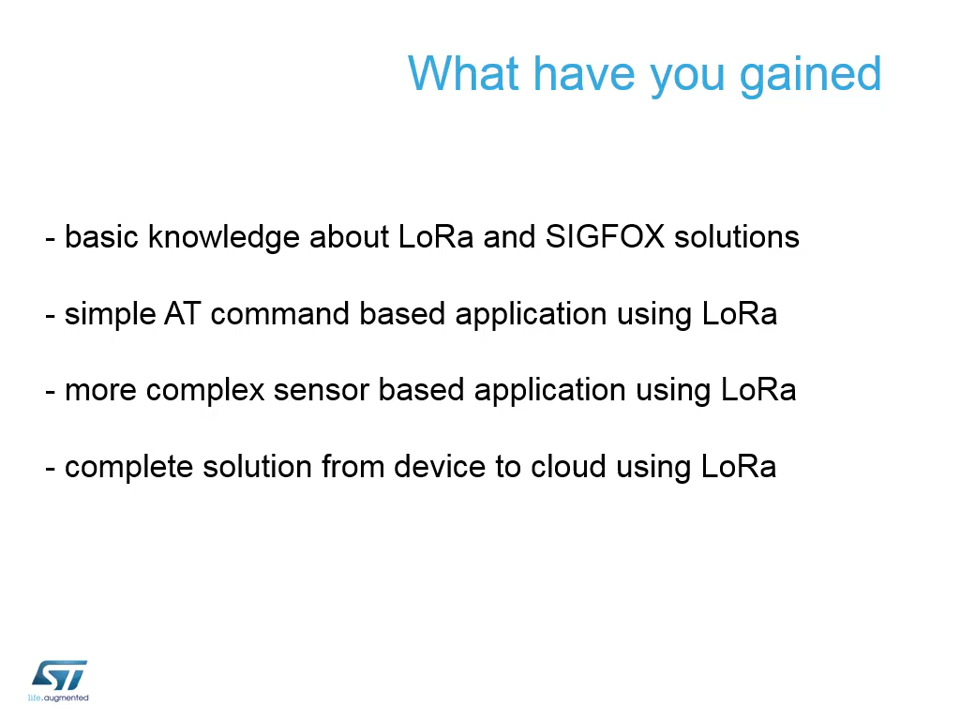 What have you gained
- basic knowledge about LoRa and SIGFOX solutions
- simple AT command based application using LoRa
- more complex sensor based application using LoRa
- complete solution from device to cloud using LoRa
ST
life.augmented